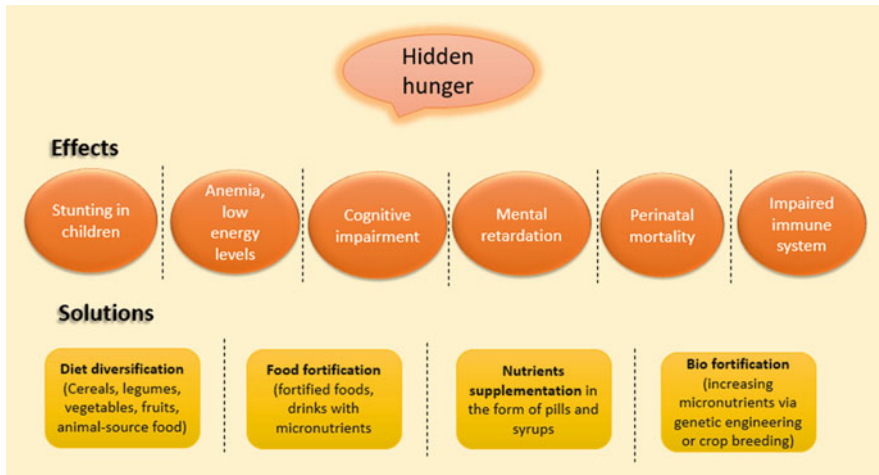 Hidden
hunger
Effects
Stunting in
children
Anemia,
low
energy
levels
Cognitive
impairment
Mental
retardation
Perinatal
mortality
Impaired
immune
system
Solutions
Diet diversification
(Cereals, legumes,
vegetables, fruits,
animal-source food)
Food fortification
(fortified foods,
drinks with
micronutrients
Nutrients
supplementation in
the form of pills and
syrups
Bio fortification
(increasing
micronutrients via
genetic engineering
or crop breeding)